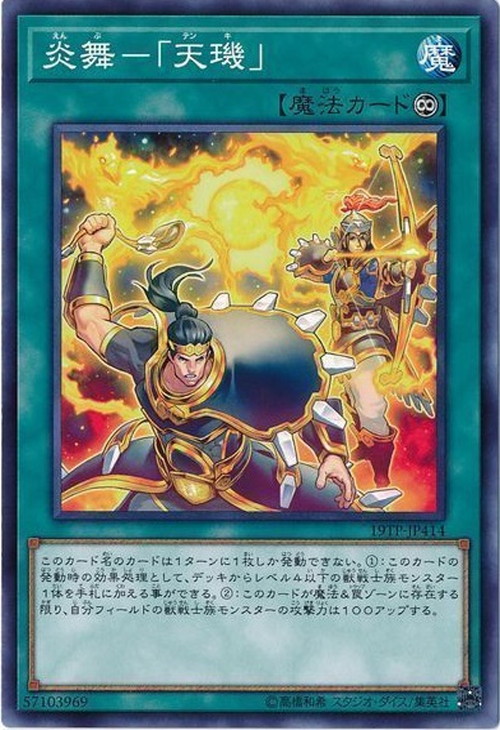 炎舞－「天璣」
魔
【魔法カード】
19TP-JP414
このカード名のカードは１ターンに１枚しか発動できない。①：このカードの
発動時の効果処理として、デッキからレベル４以下の獣戦士族モンスター
１体を手札に加える事ができる。②：このカードが魔法＆罠ゾーンに存在する
限り、自分フィールドの獣戦士族モンスターの攻撃力は１００アップする。
57103969
©高橋和希 スタジオ・ダイス/集英社